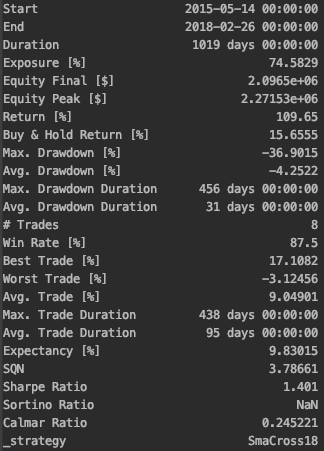 Start 2015-05-14 00:00:00
End 2018-02-26 00:00:00
Duration 1019 days 00:00:00
Exposure [%] 74.5829
Equity Final [$] 2.0965e+06
Equity Peak [$] 2.27153e+06
Return [%] 109.65
Buy & Hold Return [%] 15.6555
Max. Drawdown [%] -36.9015
Avg. Drawdown [%] -4.2522
Max. Drawdown Duration 456 days 00:00:00
Avg. Drawdown Duration 31 days 00:00:00
# Trades 8
Win Rate [%] 87.5
Best Trade [%] 17.1082
Worst Trade [%] -3.12456
Avg. Trade [%] 9.04901
Max. Trade Duration 438 days 00:00:00
Avg. Trade Duration 95 days 00:00:00
Expectancy [%] 9.83015
SQN 3.78661
Sharpe Ratio 1.401
Sortino Ratio NaN
Calmar Ratio 0.245221
_strategy SmaCross18